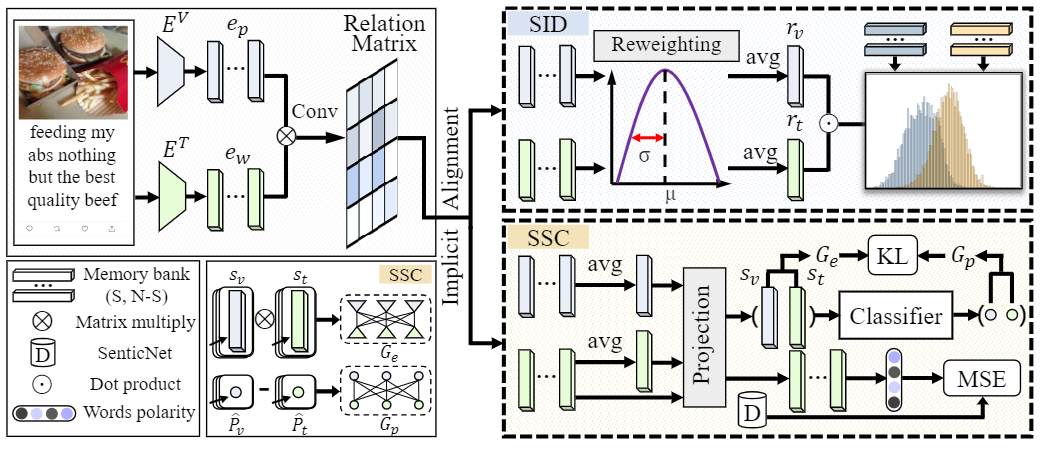 E^V
e_p
Relation
Matrix
feeding my
abs nothing
but the best
quality beef
E^T
e_w
Conv
Implicit Alignment
Memory bank
(S, N-S)
Matrix multiply
D
SenticNet
Dot product
Words polarity
SSC
s_v
s_t
G_e
P̂_v
P̂_t
G_p
SID
Reweighting
σ
μ
avg
avg
r_v
r_t
SSC
avg
avg
Projection
s_v
s_t
G_e
KL
G_p
( )
Classifier
( )
D
MSE